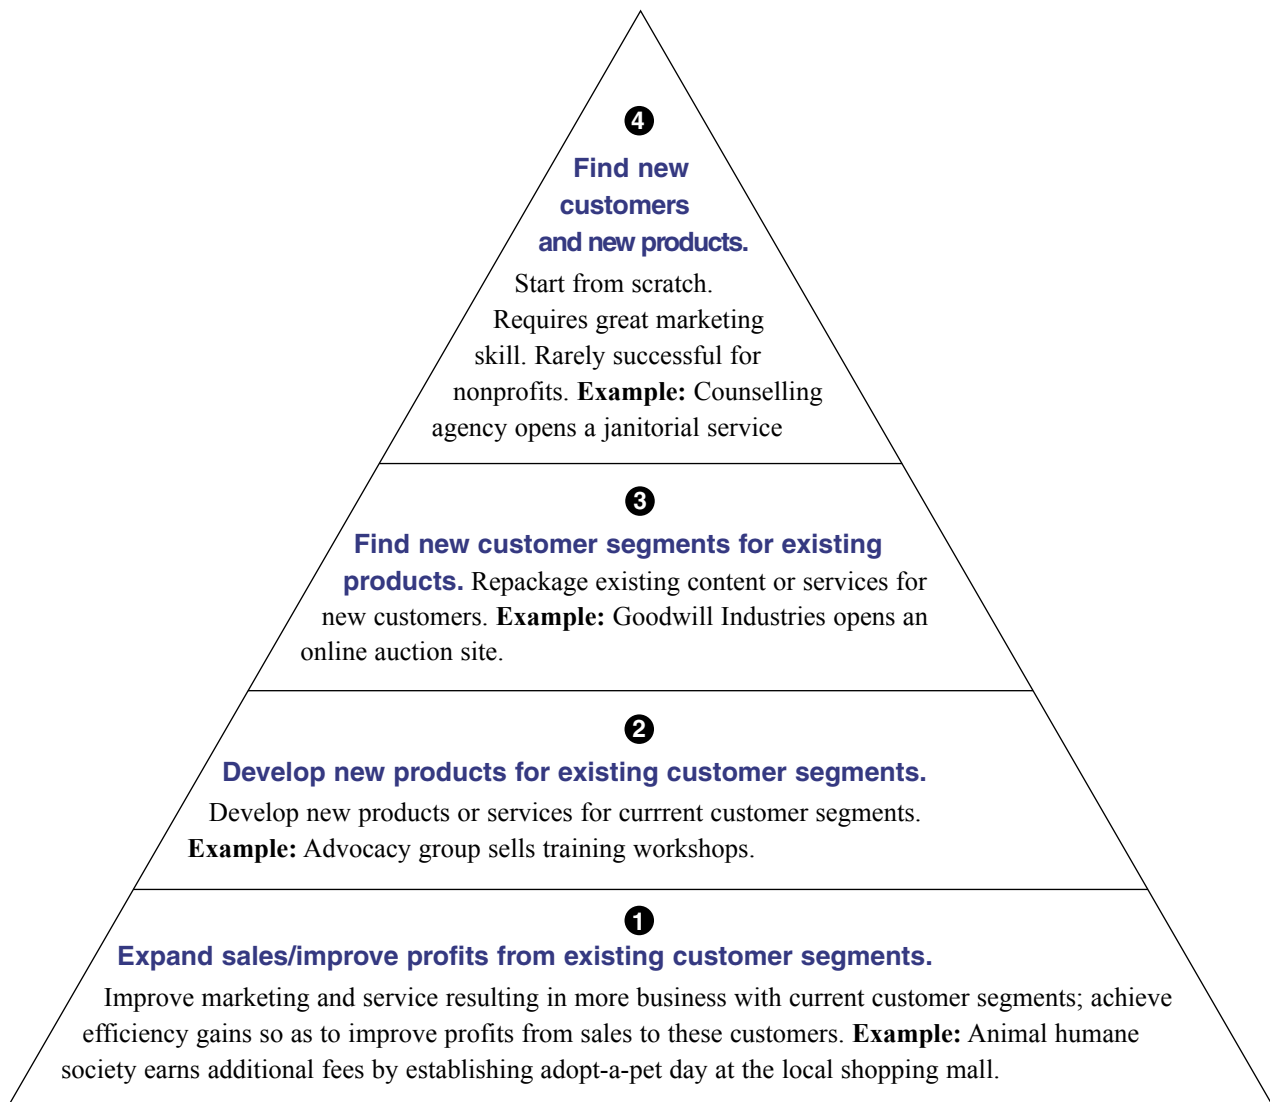 4
Find new
customers
and new products.
Start from scratch.
Requires great marketing
skill. Rarely successful for
nonprofits. Example: Counselling
agency opens a janitorial service
3
Find new customer segments for existing
products. Repackage existing content or services for
new customers. Example: Goodwill Industries opens an
online auction site.
2
Develop new products for existing customer segments.
Develop new products or services for currrent customer segments.
Example: Advocacy group sells training workshops.
1
Expand sales/improve profits from existing customer segments.
Improve marketing and service resulting in more business with current customer segments; achieve
efficiency gains so as to improve profits from sales to these customers. Example: Animal humane
society earns additional fees by establishing adopt-a-pet day at the local shopping mall.